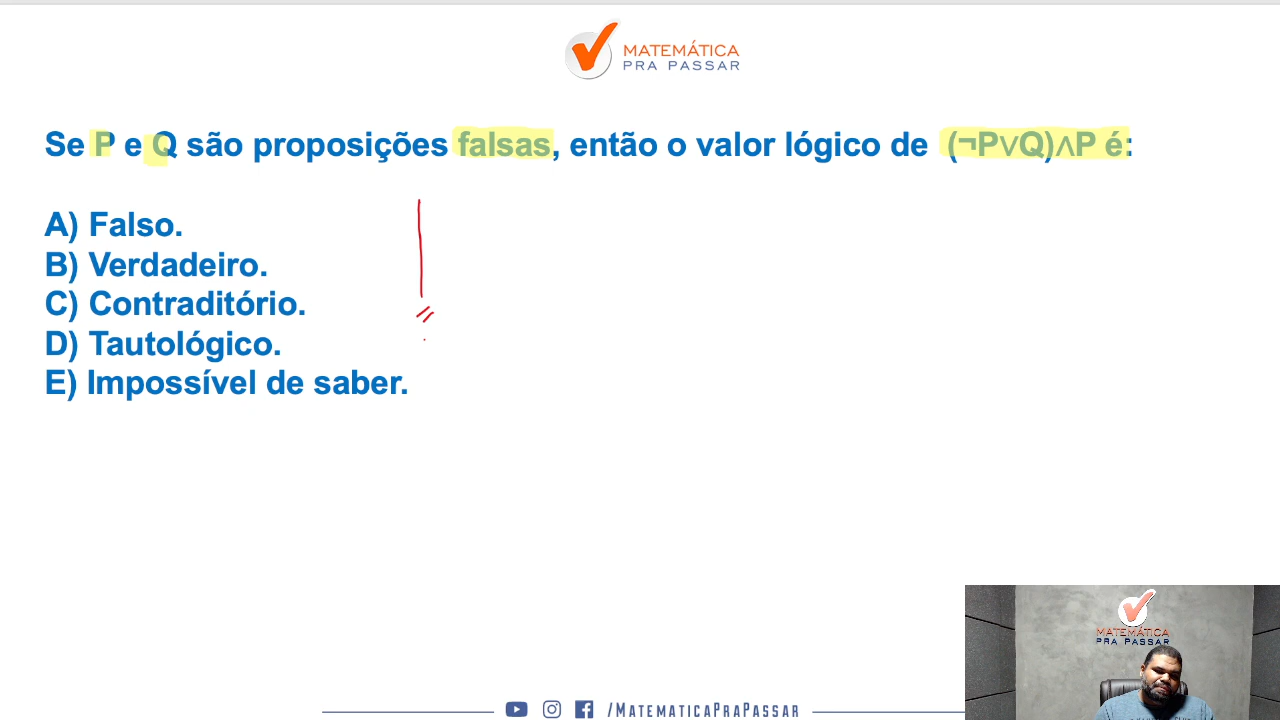 MATEMÁTICA
PRA PASSAR
Se P e Q são proposições falsas, então o valor lógico de (¬P∨Q)∧P é:
A) Falso.
B) Verdadeiro.
C) Contraditório.
D) Tautológico.
E) Impossível de saber.
MATEMÁTICA
PRA PASSAR
/MATEMATICAPRAPASSAR